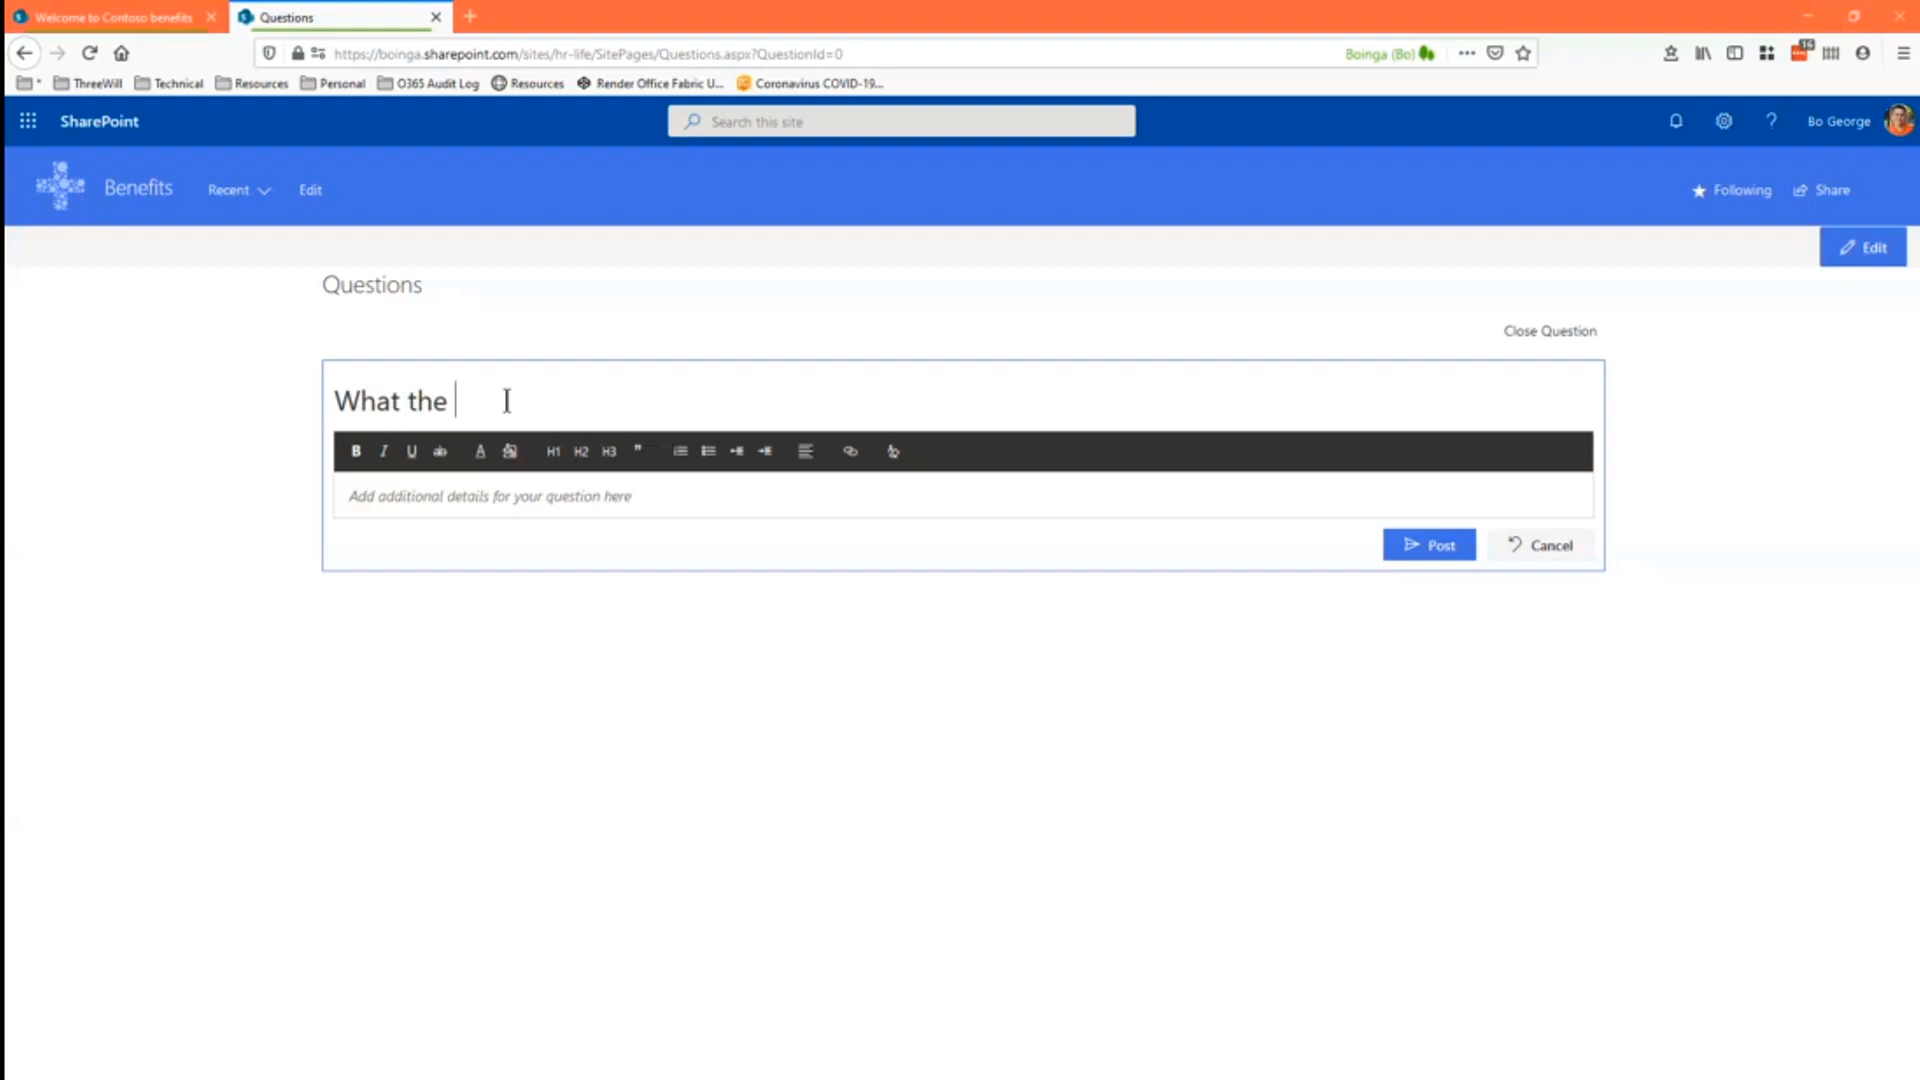 Welcome to Contoso benefits
Questions
https://boinga.sharepoint.com/sites/hr-life/SitePages/Questions.aspx?QuestionId=0
Boinga (Bo)
ThreeWill
Technical
Resources
Personal
O365 Audit Log
Resources
Render Office Fabric U...
Coronavirus COVID-19...
SharePoint
Search this site
?
Bo George
Benefits
Recent
Edit
Following
Share
Edit
Questions
Close Question
What the
B I U ab A H1 H2 H3 "
Add additional details for your question here
Post
Cancel